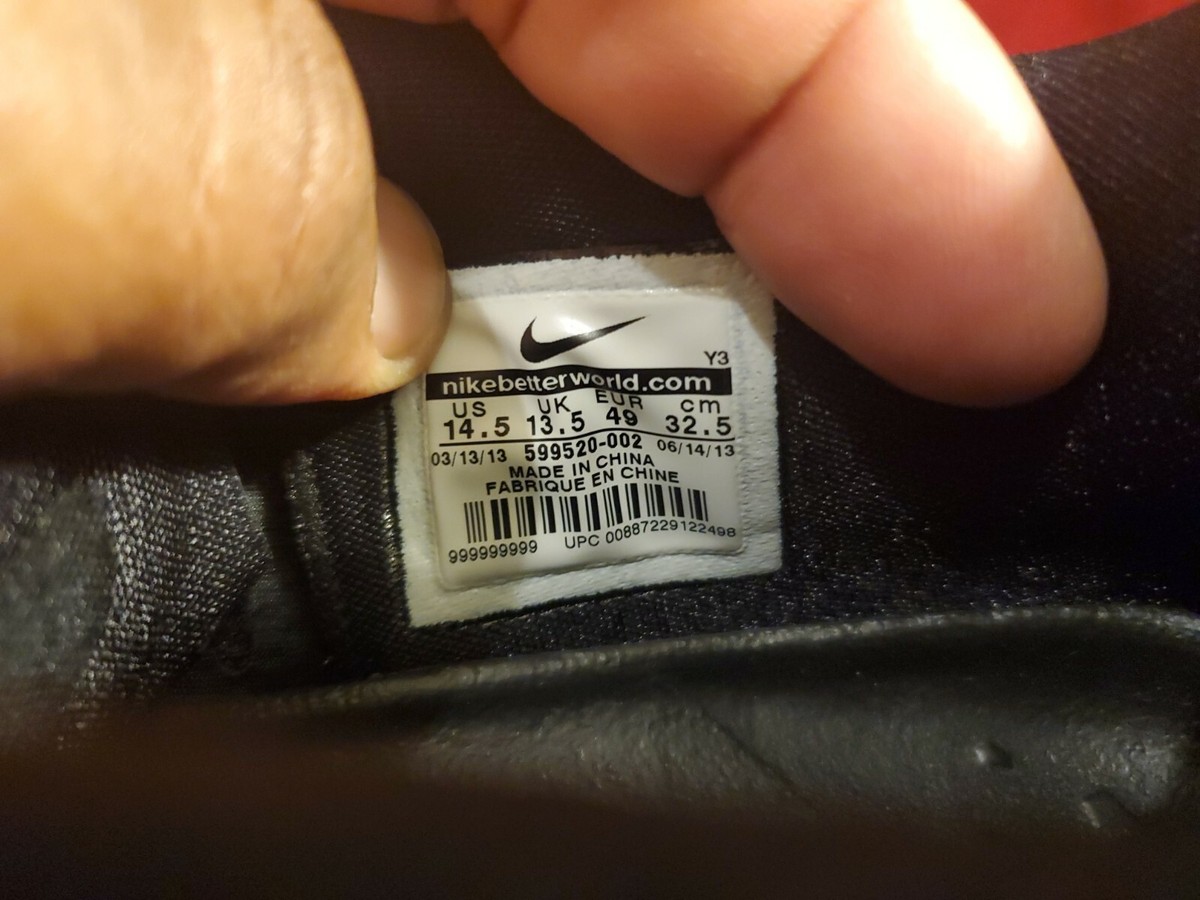 Y3
nikebetterworld.com
US UK EUR cm
14.5 13.5 49 32.5
03/13/13 599520-002 06/14/13
MADE IN CHINA
FABRIQUE EN CHINE
999999999 UPC 00887229122498